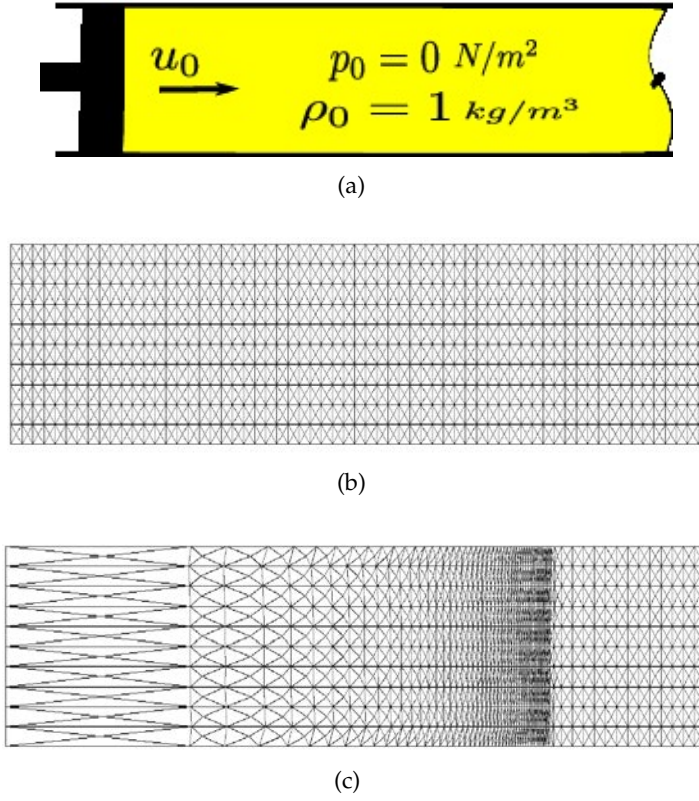 u₀
p₀ = 0 N/m²
ρ₀ = 1 kg/m³
(a)
(b)
(c)